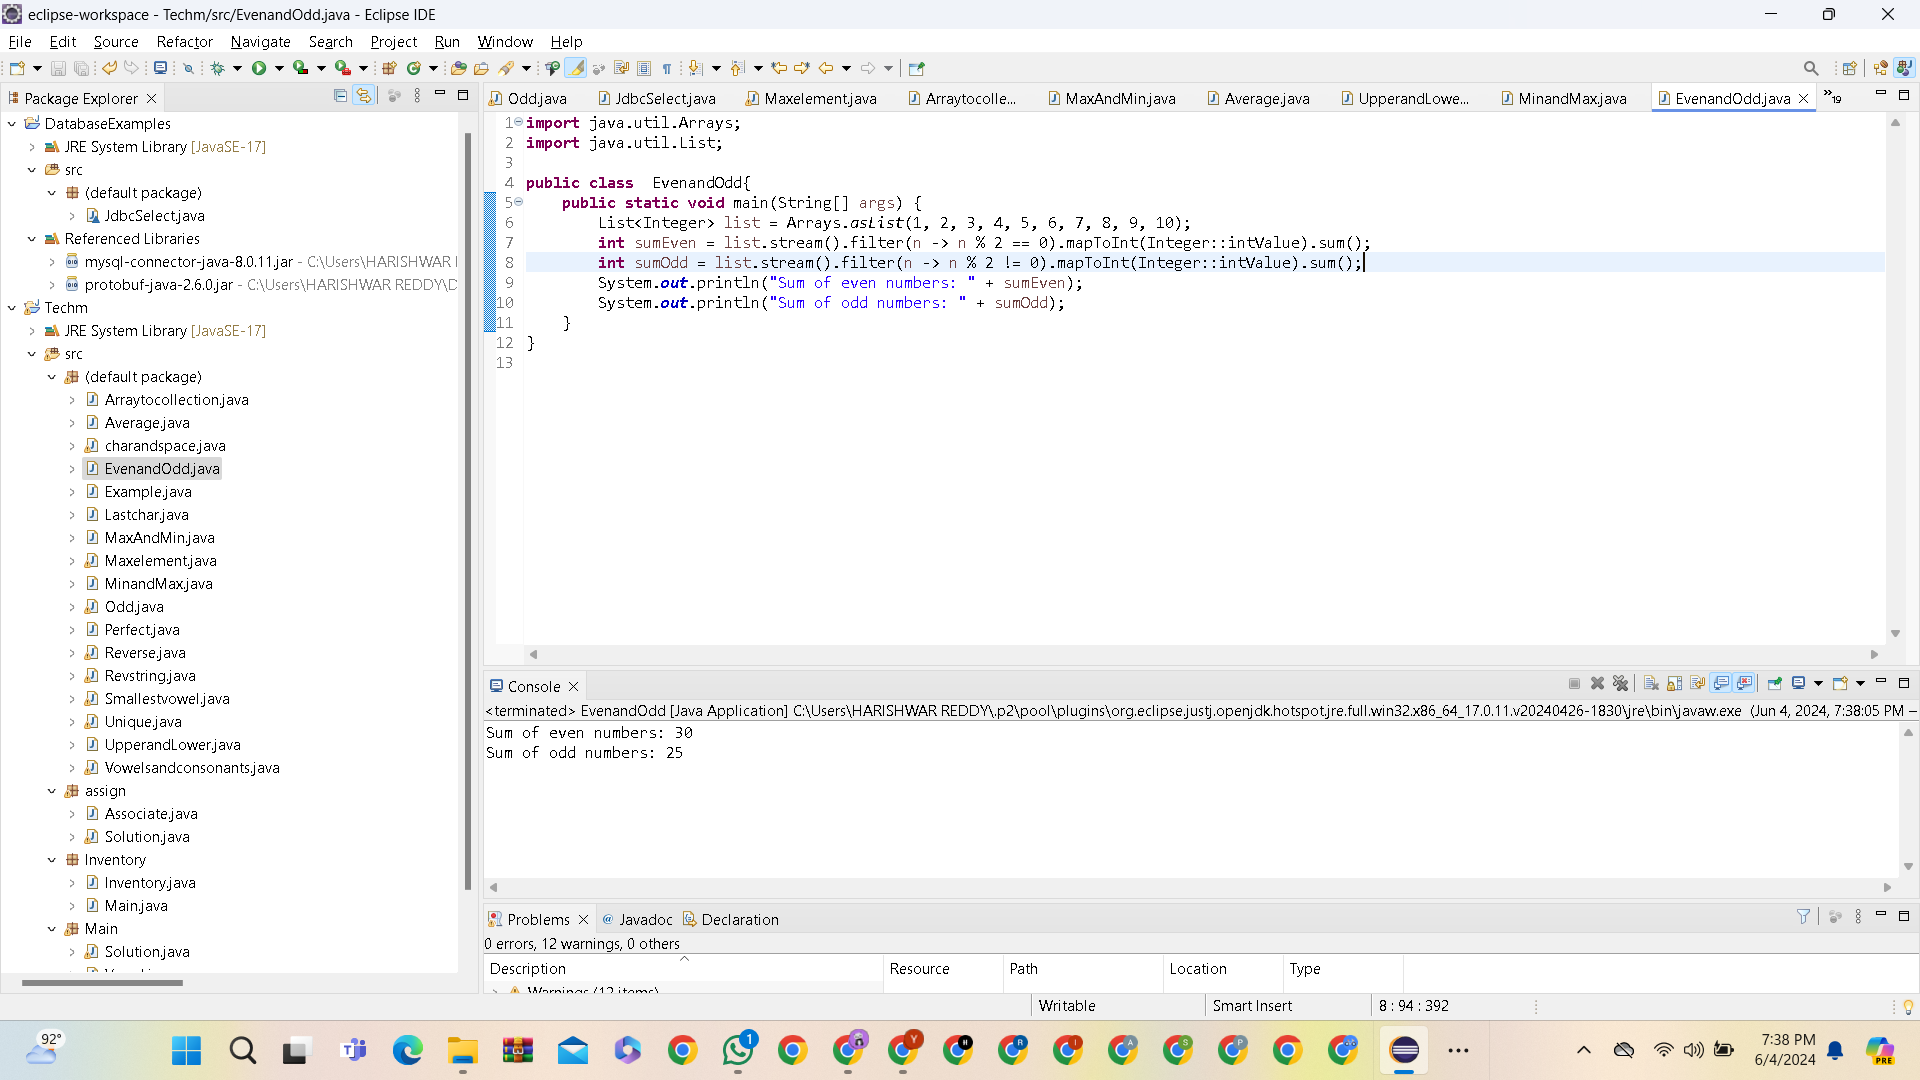 eclipse-workspace - Techm/src/EvenandOdd.java - Eclipse IDE
File Edit Source Refactor Navigate Search Project Run Window Help
Package Explorer
DatabaseExamples
JRE System Library [JavaSE-17]
src
(default package)
JdbcSelect.java
Referenced Libraries
mysql-connector-java-8.0.11.jar - C:\Users\HARISHWAR
protobuf-java-2.6.0.jar - C:\Users\HARISHWAR REDDY\D
Techm
JRE System Library [JavaSE-17]
src
(default package)
Arraytocollection.java
Average.java
charandspace.java
EvenandOdd.java
Example.java
Lastchar.java
MaxAndMin.java
Maxelement.java
MinandMax.java
Odd.java
Perfect.java
Reverse.java
Revstring.java
Smallestvowel.java
Unique.java
UpperandLower.java
Vowelsandconsonants.java
assign
Associate.java
Solution.java
Inventory
Inventory.java
Main.java
Main
Solution.java
Odd.java JdbcSelect.java Maxelement.java Arraytocolle... MaxAndMin.java Average.java UpperandLowe... MinandMax.java EvenandOdd.java »19
1 import java.util.Arrays;
2 import java.util.List;
3
4 public class  EvenandOdd{
5     public static void main(String[] args) {
6         List<Integer> list = Arrays.asList(1, 2, 3, 4, 5, 6, 7, 8, 9, 10);
7         int sumEven = list.stream().filter(n -> n % 2 == 0).mapToInt(Integer::intValue).sum();
8         int sumOdd = list.stream().filter(n -> n % 2 != 0).mapToInt(Integer::intValue).sum();
9         System.out.println("Sum of even numbers: " + sumEven);
10         System.out.println("Sum of odd numbers: " + sumOdd);
11     }
12 }
13
Console
<terminated> EvenandOdd [Java Application] C:\Users\HARISHWAR REDDY\.p2\pool\plugins\org.eclipse.justj.openjdk.hotspot.jre.full.win32.x86_64_17.0.11.v20240426-1830\jre\bin\javaw.exe (Jun 4, 2024, 7:38:05 PM –
Sum of even numbers: 30
Sum of odd numbers: 25
Problems @ Javadoc Declaration
0 errors, 12 warnings, 0 others
Description Resource Path Location Type
Warnings (12 items)
Writable Smart Insert 8 : 94 : 392
92°
1
Y
H
R
I
A
S
P
7:38 PM
6/4/2024
PRE